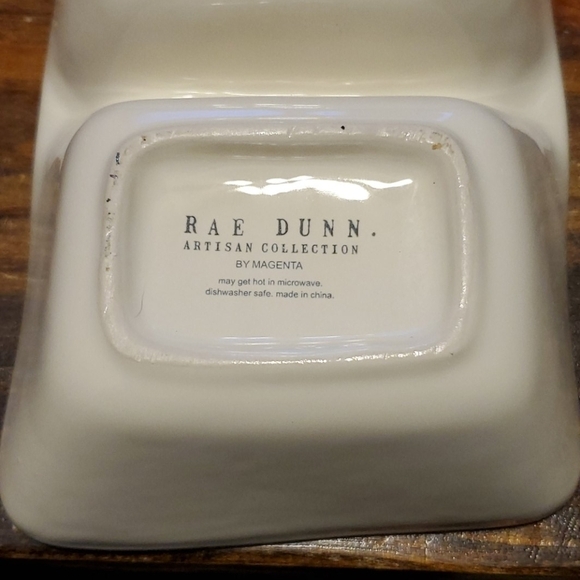 RAE DUNN.
ARTISAN COLLECTION
BY MAGENTA
may get hot in microwave.
dishwasher safe. made in china.